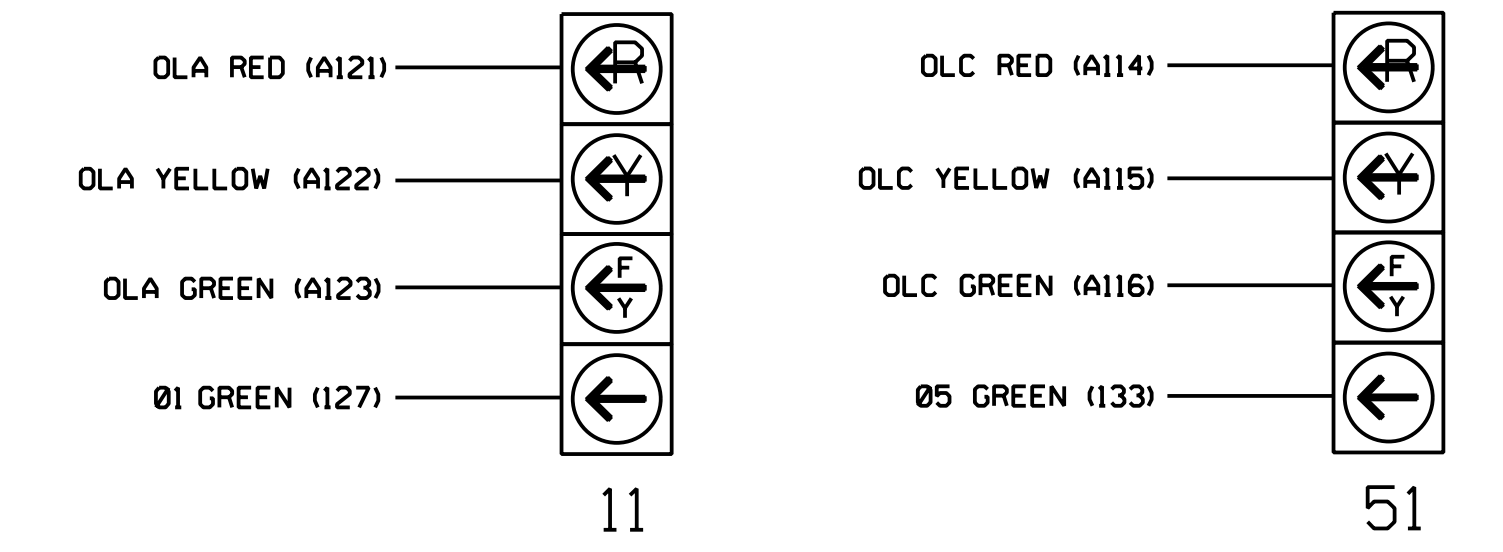 OLA RED (A121)
R
OLA YELLOW (A122)
Y
OLA GREEN (A123)
F
Y
Ø1 GREEN (127)
11
OLC RED (A114)
R
OLC YELLOW (A115)
Y
OLC GREEN (A116)
F
Y
Ø5 GREEN (133)
51